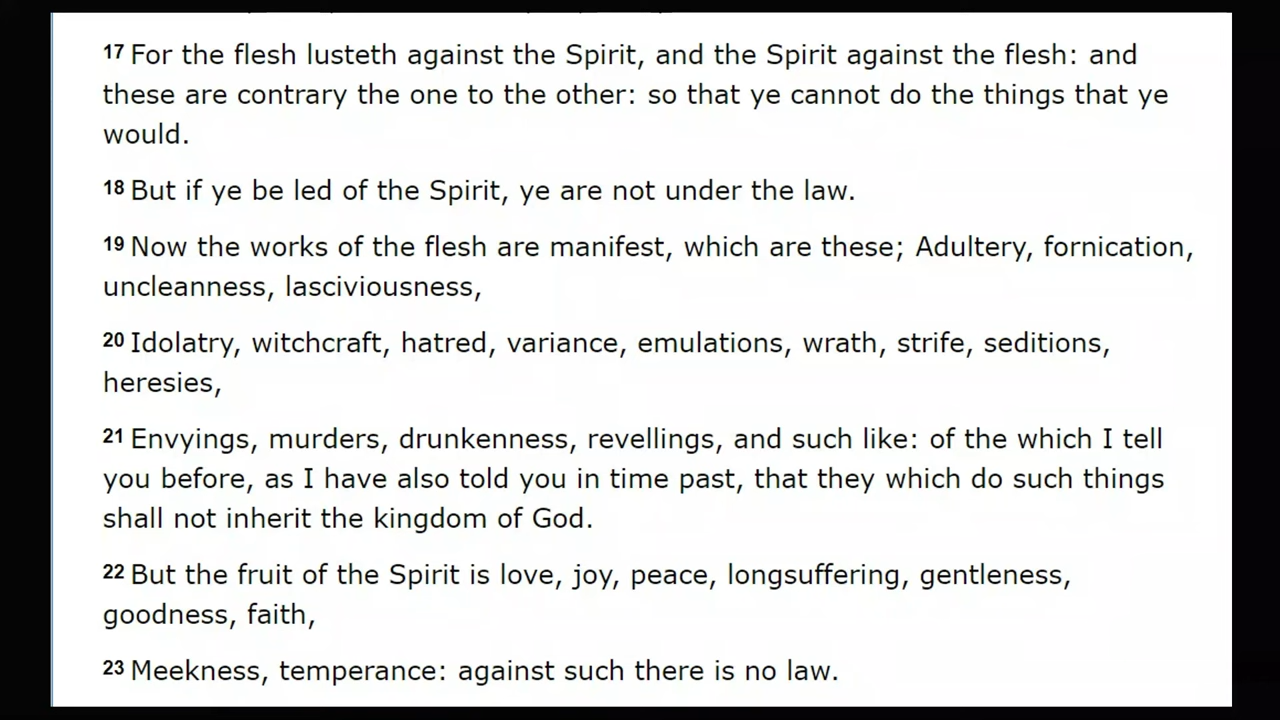 17 For the flesh lusteth against the Spirit, and the Spirit against the flesh: and
these are contrary the one to the other: so that ye cannot do the things that ye
would.
18 But if ye be led of the Spirit, ye are not under the law.
19 Now the works of the flesh are manifest, which are these; Adultery, fornication,
uncleanness, lasciviousness,
20 Idolatry, witchcraft, hatred, variance, emulations, wrath, strife, seditions,
heresies,
21 Envyings, murders, drunkenness, revellings, and such like: of the which I tell
you before, as I have also told you in time past, that they which do such things
shall not inherit the kingdom of God.
22 But the fruit of the Spirit is love, joy, peace, longsuffering, gentleness,
goodness, faith,
23 Meekness, temperance: against such there is no law.